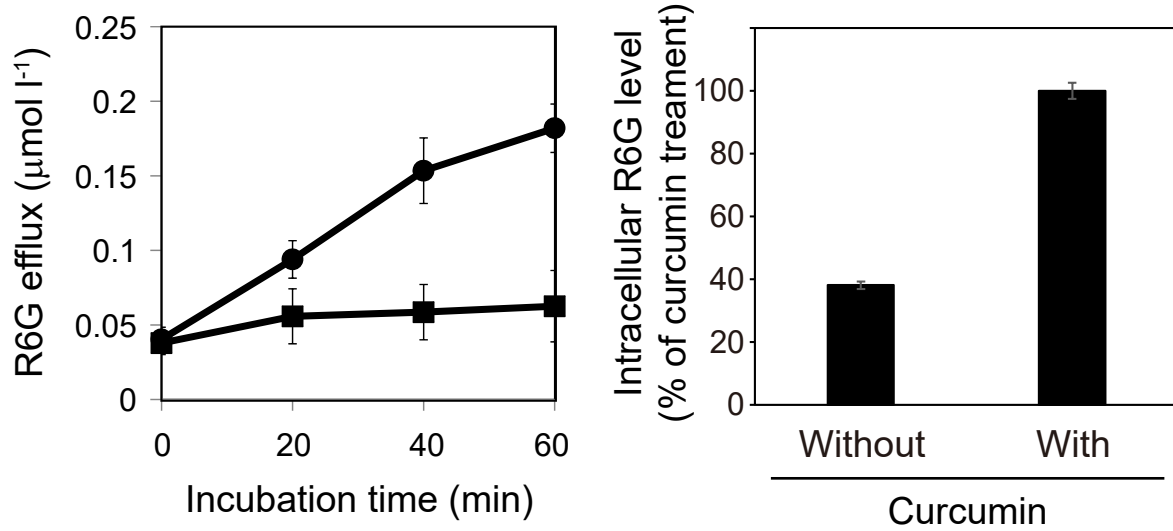 R6G efflux (μmol l-1)
0.25
0.2
0.15
0.1
0.05
0
0 20 40 60
Incubation time (min)
Intracellular R6G level
(% of curcumin treament)
100
80
60
40
20
0
Without With
Curcumin